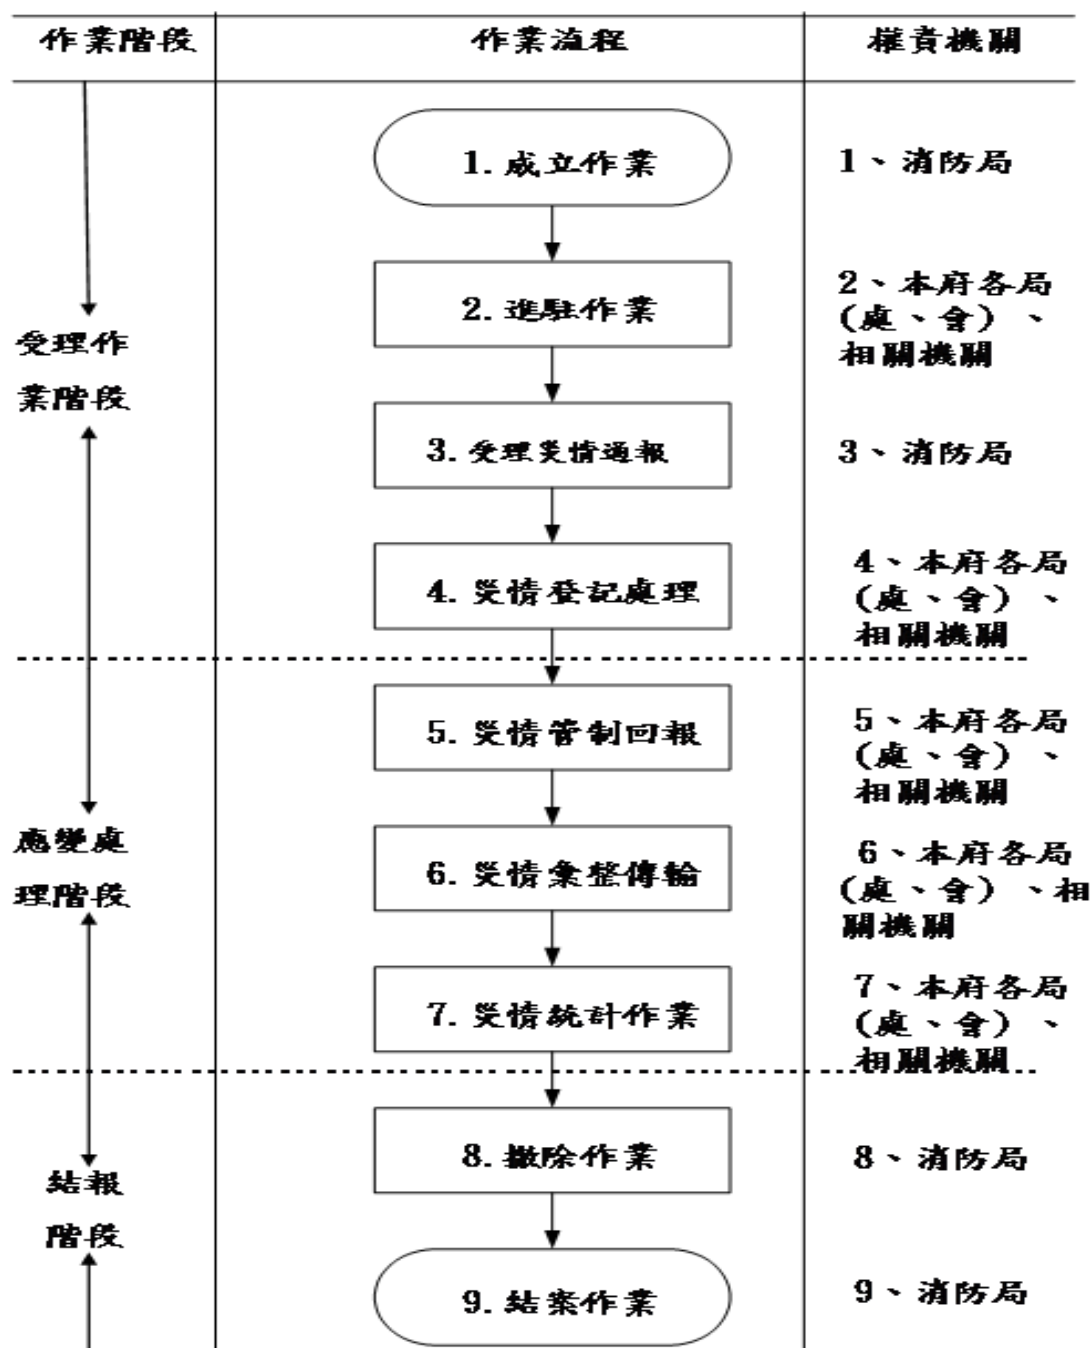 作業階段
作業流程
權責機關
1. 成立作業
1、消防局
2. 進駐作業
2、本府各局
(處、會)、
相關機關
受理作
業階段
3. 受理災情通報
3、消防局
4. 災情登記處理
4、本府各局
(處、會)、
相關機關
5. 災情管制回報
5、本府各局
(處、會)、
相關機關
應變處
理階段
6. 災情彙整傳輸
6、本府各局
(處、會)、相
關機關
7. 災情統計作業
7、本府各局
(處、會)、
相關機關
8. 撤除作業
8、消防局
結報
階段
9. 結案作業
9、消防局